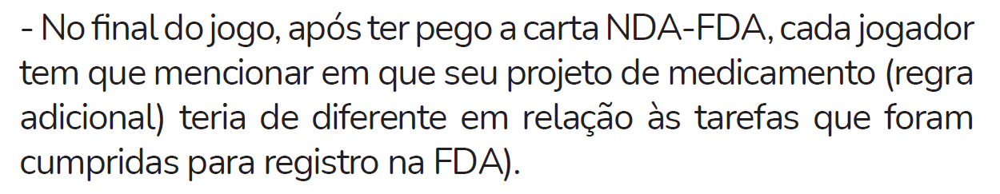 - No final do jogo, após ter pego a carta NDA-FDA, cada jogador
tem que mencionar em que seu projeto de medicamento (regra
adicional) teria de diferente em relação às tarefas que foram
cumpridas para registro na FDA).